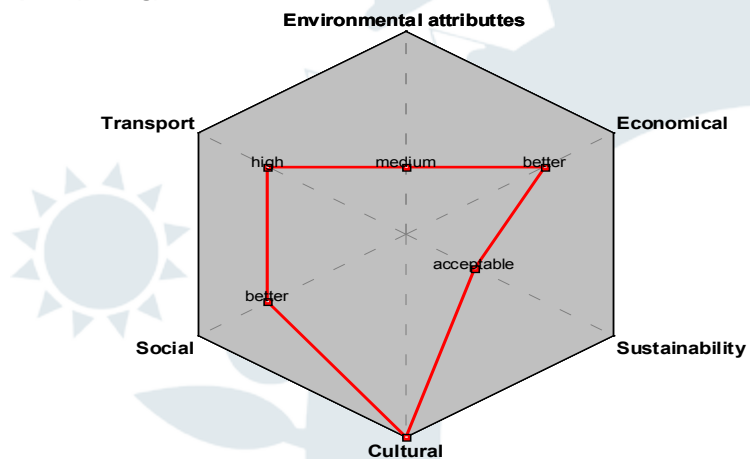 Environmental attributtes
Transport
Economical
high
medium
better
acceptable
better
Social
Sustainability
Cultural